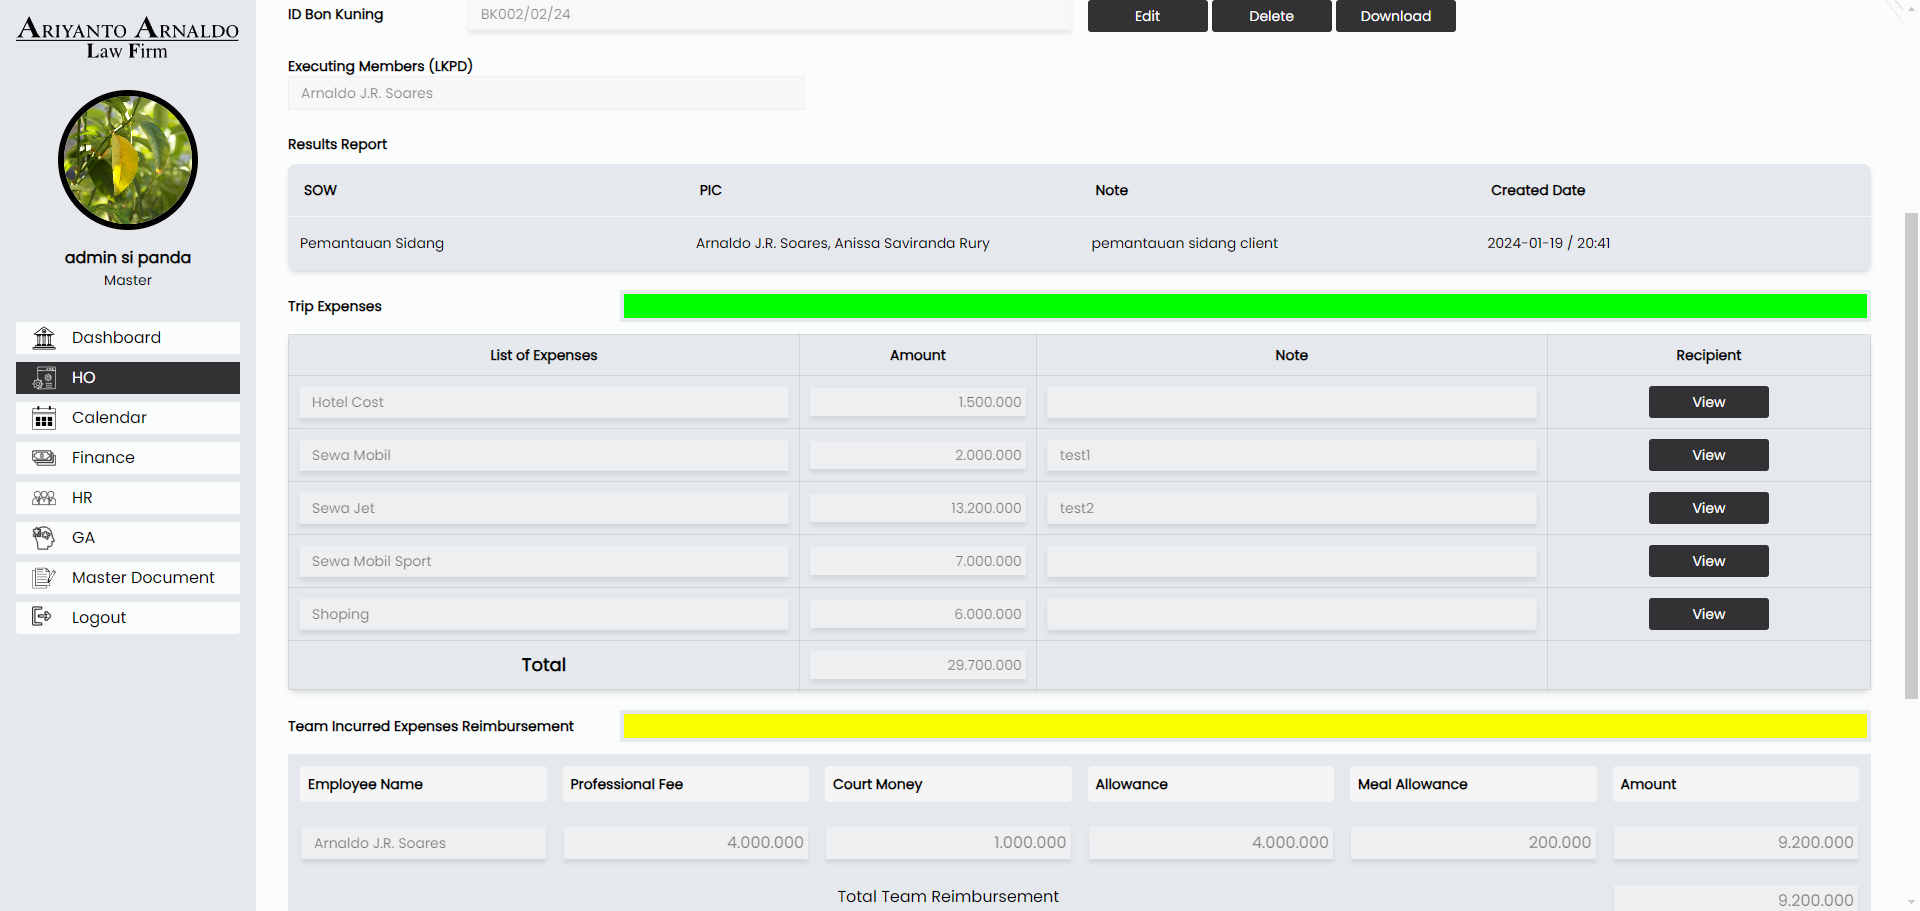 ARIYANTO ARNALDO
Law Firm
admin si panda
Master
Dashboard
HO
Calendar
Finance
HR
GA
Master Document
Logout
ID Bon Kuning
BK002/02/24
Edit
Delete
Download
Executing Members (LKPD)
Arnaldo J.R. Soares
Results Report
SOW PIC Note Created Date
Pemantauan Sidang Arnaldo J.R. Soares, Anissa Saviranda Rury pemantauan sidang client 2024-01-19 / 20:41
Trip Expenses
List of Expenses Amount Note Recipient
Hotel Cost 1.500.000 View
Sewa Mobil 2.000.000 test1 View
Sewa Jet 13.200.000 test2 View
Sewa Mobil Sport 7.000.000 View
Shoping 6.000.000 View
Total 29.700.000
Team Incurred Expenses Reimbursement
Employee Name Professional Fee Court Money Allowance Meal Allowance Amount
Arnaldo J.R. Soares 4.000.000 1.000.000 4.000.000 200.000 9.200.000
Total Team Reimbursement 9.200.000